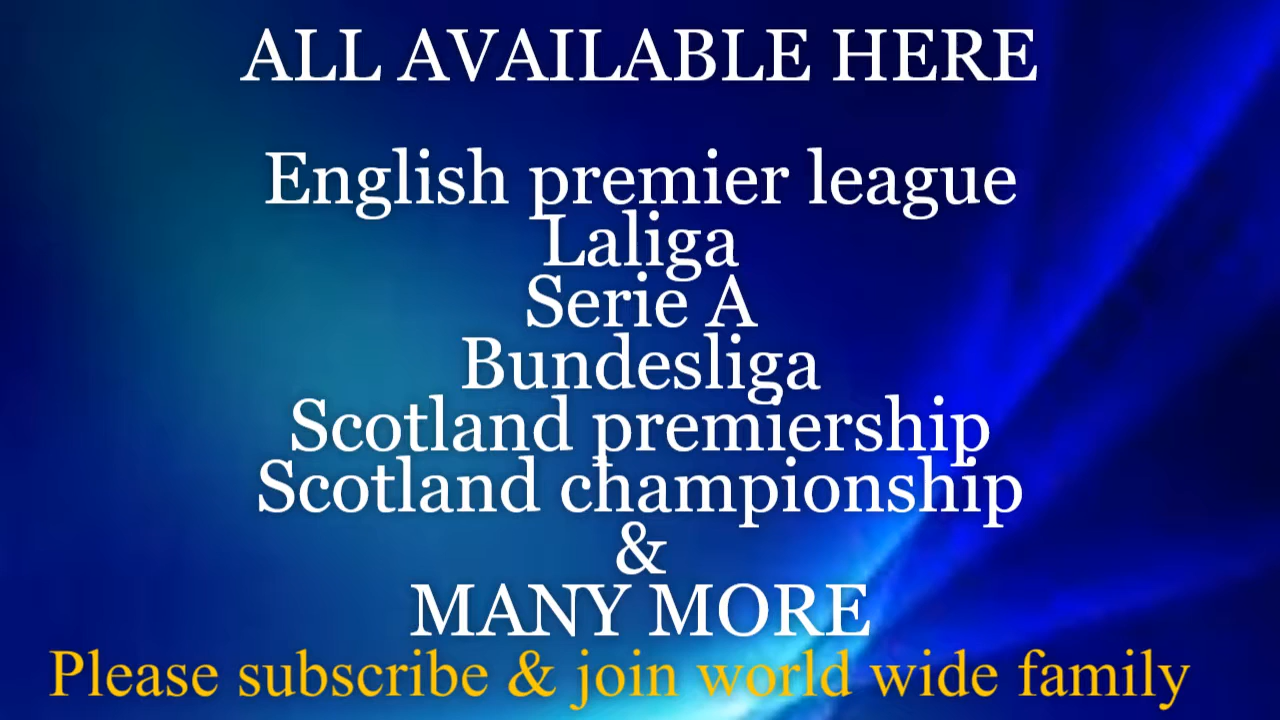 ALL AVAILABLE HERE
English premier league
Laliga
Serie A
Bundesliga
Scotland premiership
Scotland championship
&
MANY MORE
Please subscribe & join world wide family